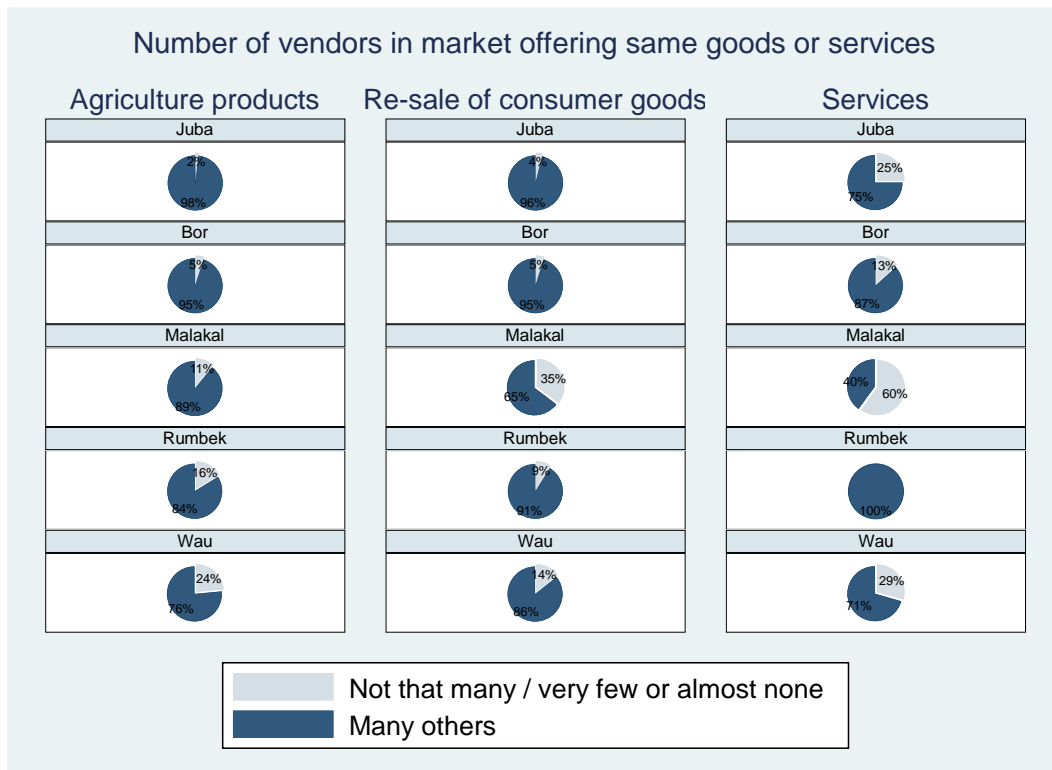 Number of vendors in market offering same goods or services
Agriculture products
Juba
2%
98%
Bor
5%
95%
Malakal
11%
89%
Rumbek
16%
84%
Wau
24%
76%
Re-sale of consumer goods
Juba
4%
96%
Bor
5%
95%
Malakal
35%
65%
Rumbek
9%
91%
Wau
14%
86%
Services
Juba
25%
75%
Bor
13%
87%
Malakal
40%
60%
Rumbek
100%
Wau
29%
71%
Not that many / very few or almost none
Many others